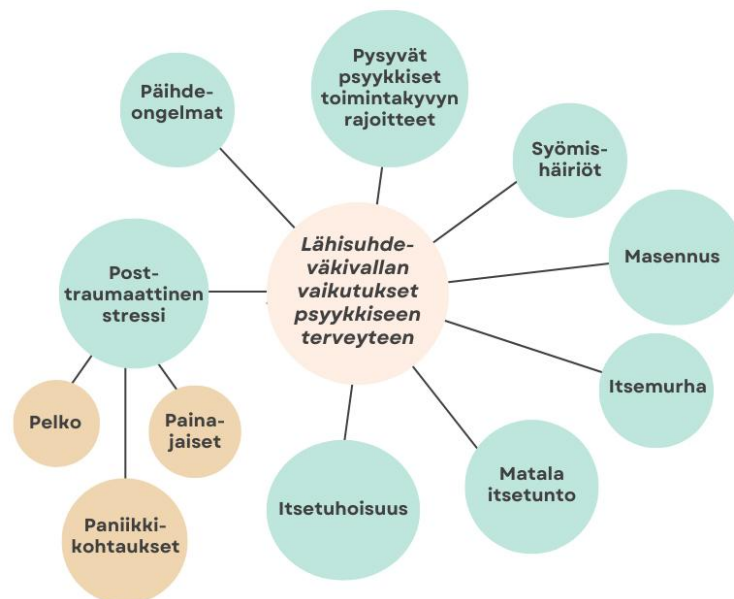 Pysyvät
psyykkiset
toimintakyvyn
rajoitteet
Päihde-
ongelmat
Syömis-
häiriöt
Lähisuhde-
väkivallan
vaikutukset
psyykkiseen
terveyteen
Masennus
Post-
traumaattinen
stressi
Itsemurha
Pelko
Paina-
jaiset
Matala
itsetunto
Itsetuhoisuus
Paniikki-
kohtaukset